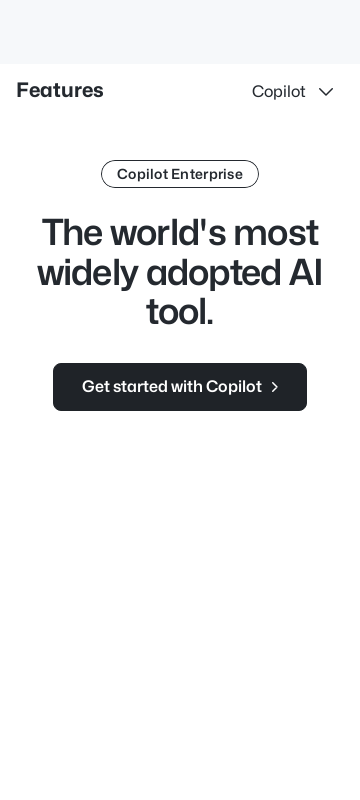 Features
Copilot
Copilot Enterprise
The world's most
widely adopted AI
tool.
Get started with Copilot